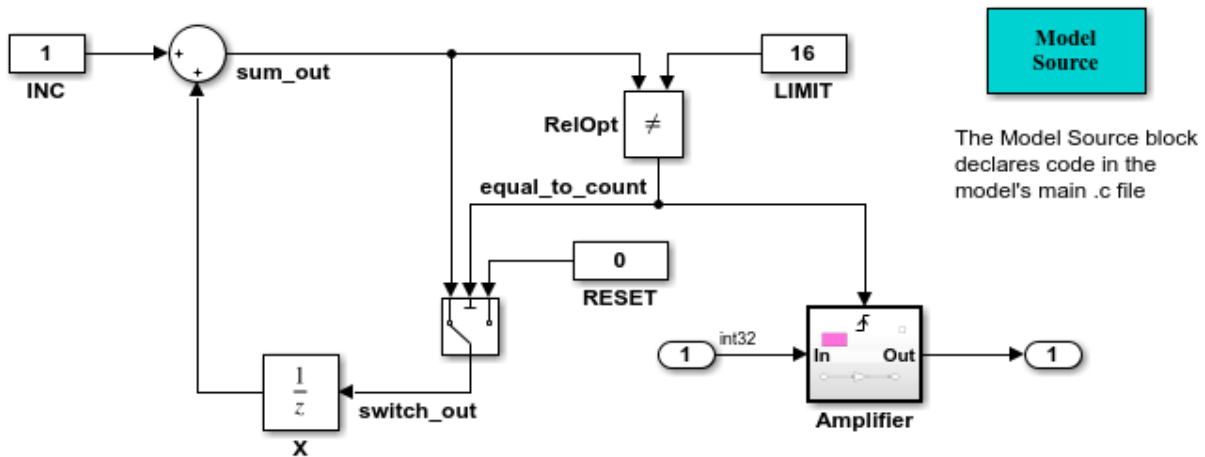 1
INC
+
+
sum_out
16
LIMIT
Model
Source
RelOpt
≠
The Model Source block
declares code in the
model's main .c file
equal_to_count
0
RESET
1
int32
In
Out
1
Amplifier
1
z
X
switch_out